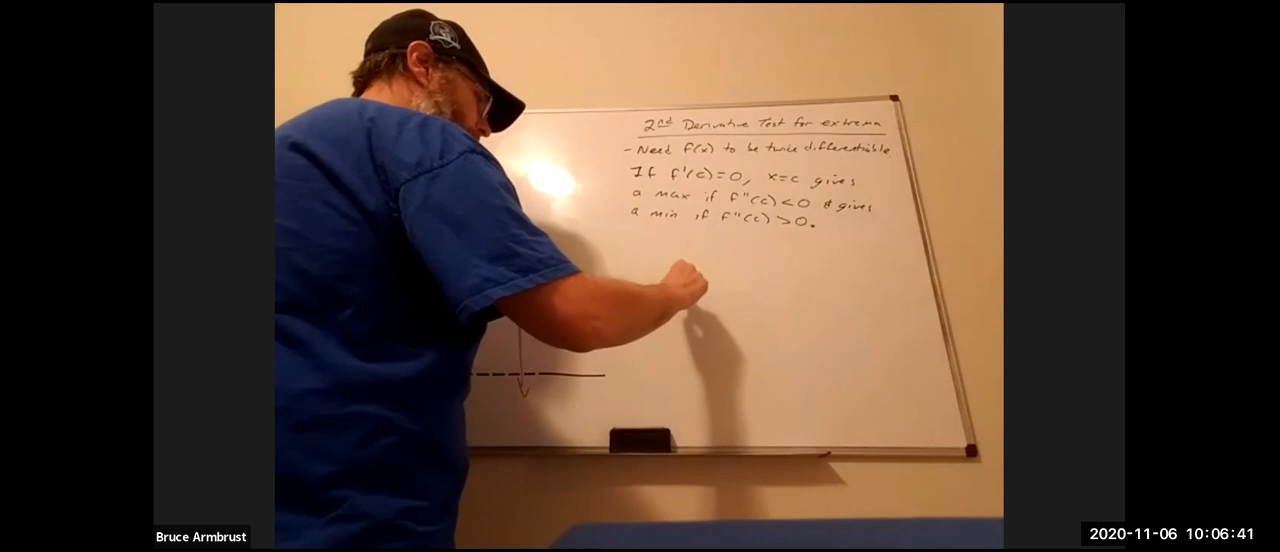 2nd Derivative Test for extrema
- Need f(x) to be twice differentiable.
If f'(c)=0, x=c gives
a max if f''(c)<0 & gives
a min if f''(c)>0.
Bruce Armbrust
2020-11-06 10:06:41